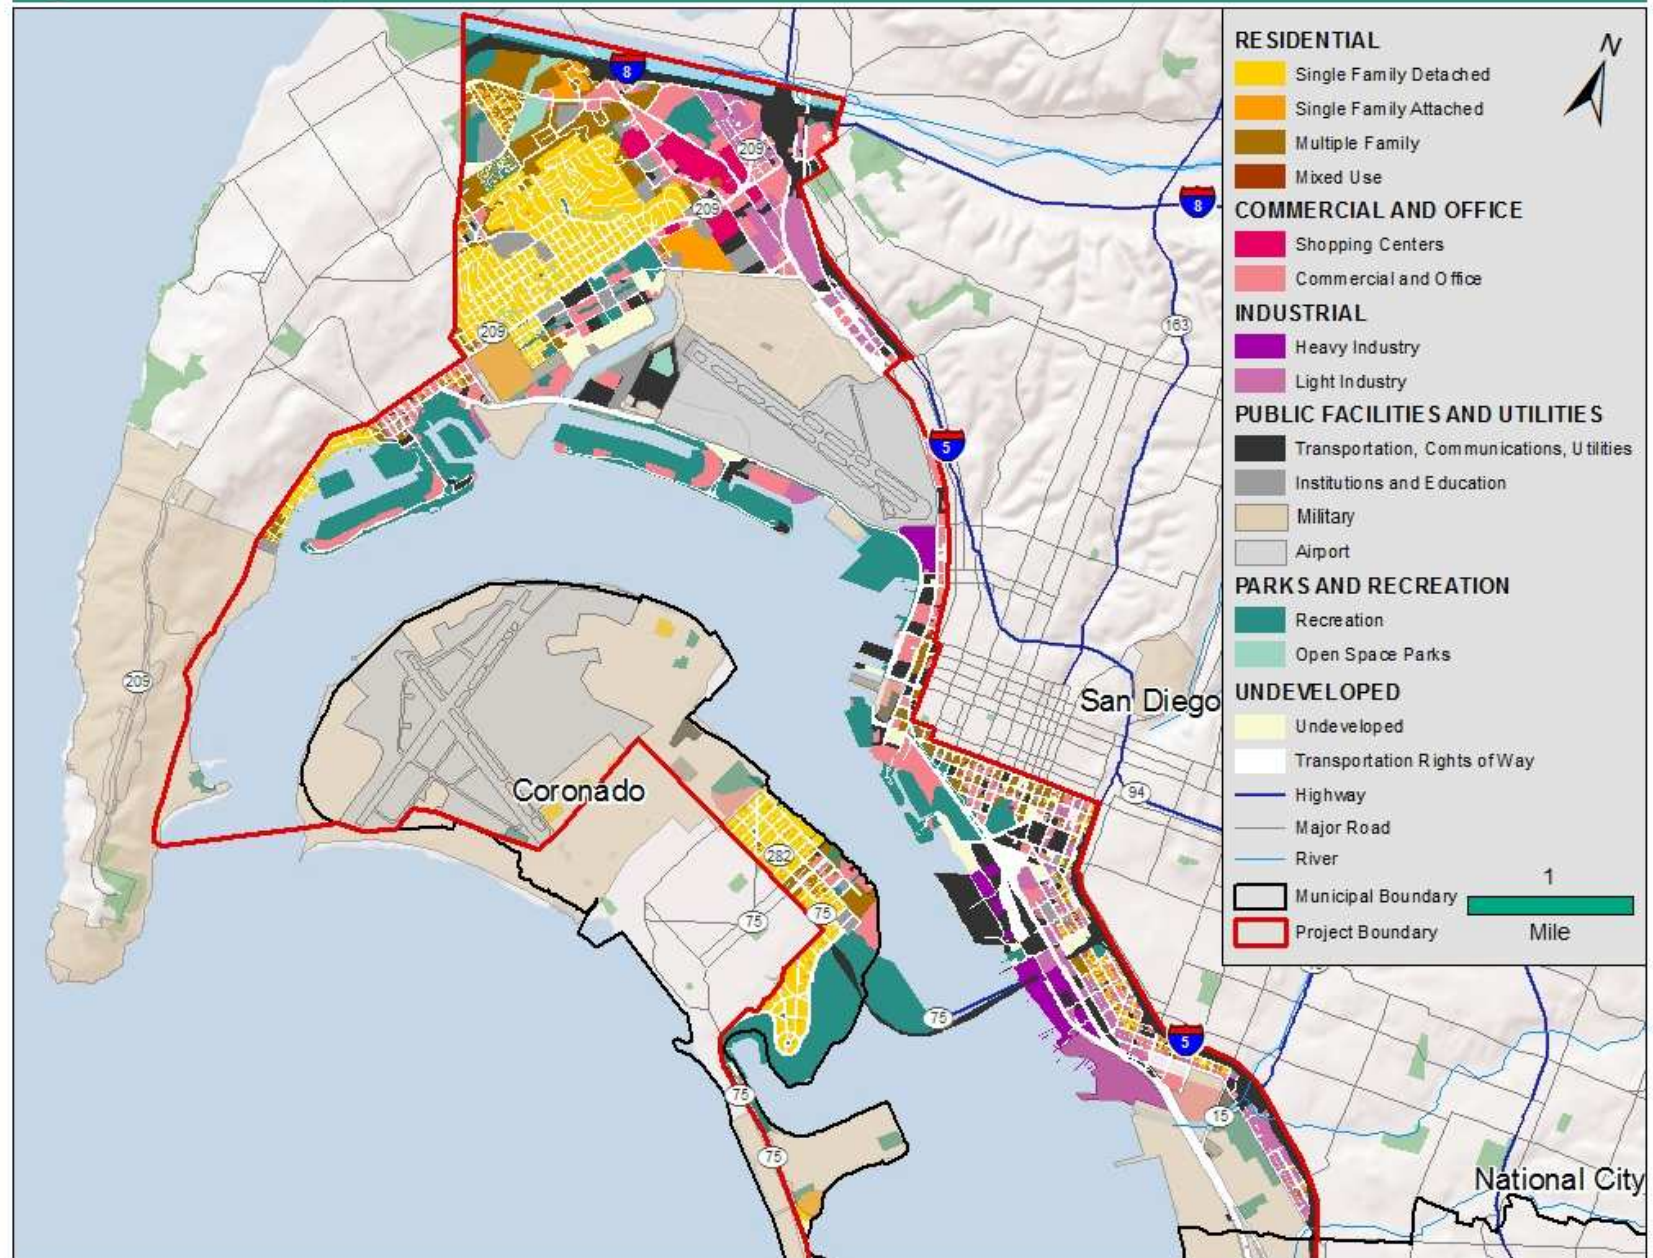 RESIDENTIAL
Single Family Detached
Single Family Attached
Multiple Family
Mixed Use
COMMERCIAL AND OFFICE
Shopping Centers
Commercial and Office
INDUSTRIAL
Heavy Industry
Light Industry
PUBLIC FACILITIES AND UTILITIES
Transportation, Communications, Utilities
Institutions and Education
Military
Airport
PARKS AND RECREATION
Recreation
Open Space Parks
UNDEVELOPED
Undeveloped
Transportation Rights of Way
Highway
Major Road
River
Municipal Boundary
Project Boundary
N
1
Mile
8
209
8
209
163
209
5
209
San Diego
Coronado
94
282
75
75
75
5
75
15
75
National City